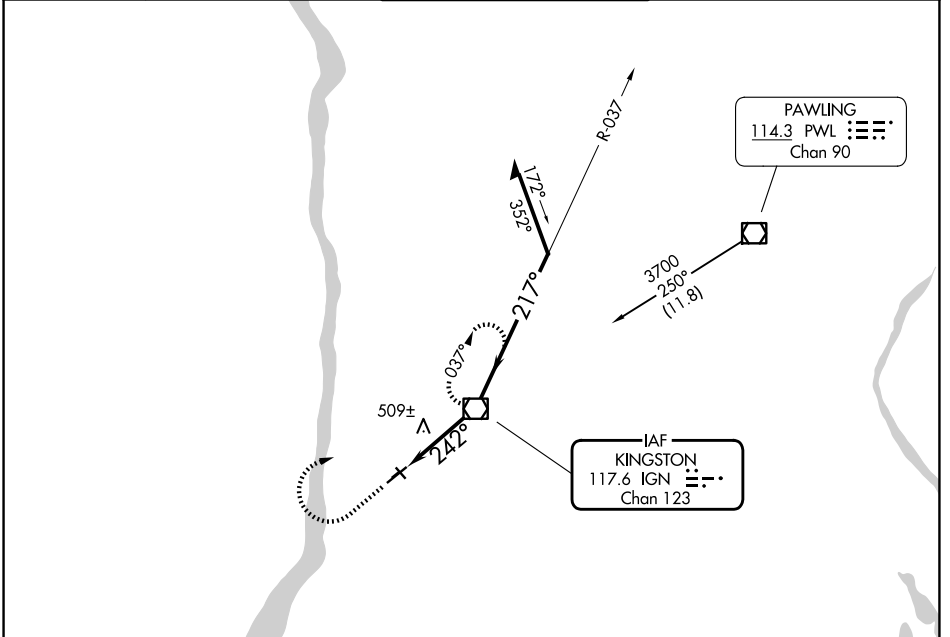 R-037
172°
352°
217°
037°
509±
242°
PAWLING
114.3 PWL
Chan 90
3700
250°
(11.8)
IAF
KINGSTON
117.6 IGN
Chan 123